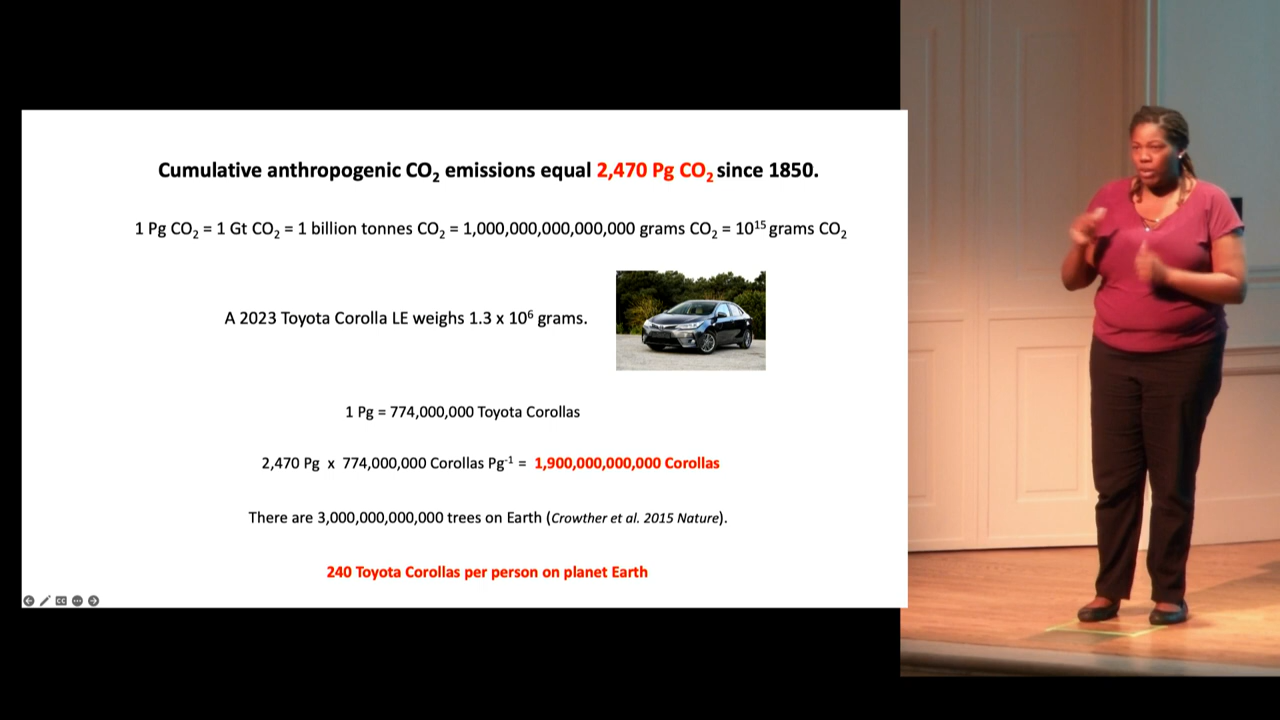 Cumulative anthropogenic CO₂ emissions equal 2,470 Pg CO₂ since 1850.
1 Pg CO₂ = 1 Gt CO₂ = 1 billion tonnes CO₂ = 1,000,000,000,000,000 grams CO₂ = 10¹⁵ grams CO₂
A 2023 Toyota Corolla LE weighs 1.3 x 10⁶ grams.
1 Pg = 774,000,000 Toyota Corollas
2,470 Pg x 774,000,000 Corollas Pg⁻¹ = 1,900,000,000,000 Corollas
There are 3,000,000,000,000 trees on Earth (Crowther et al. 2015 Nature).
240 Toyota Corollas per person on planet Earth
CC